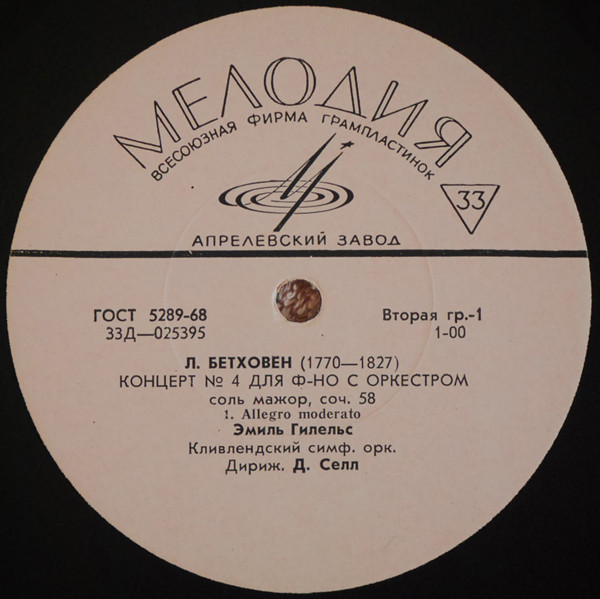 МЕЛОДИЯ
ВСЕСОЮЗНАЯ ФИРМА ГРАМПЛАСТИНОК
33
АПРЕЛЕВСКИЙ ЗАВОД
ГОСТ 5289-68 Вторая гр.-1
33Д—025395 1-00
Л. БЕТХОВЕН (1770—1827)
КОНЦЕРТ № 4 ДЛЯ Ф-НО С ОРКЕСТРОМ
соль мажор, соч. 58
1. Allegro moderato
Эмиль Гилельс
Кливлендский симф. орк.
Дириж. Д. Селл